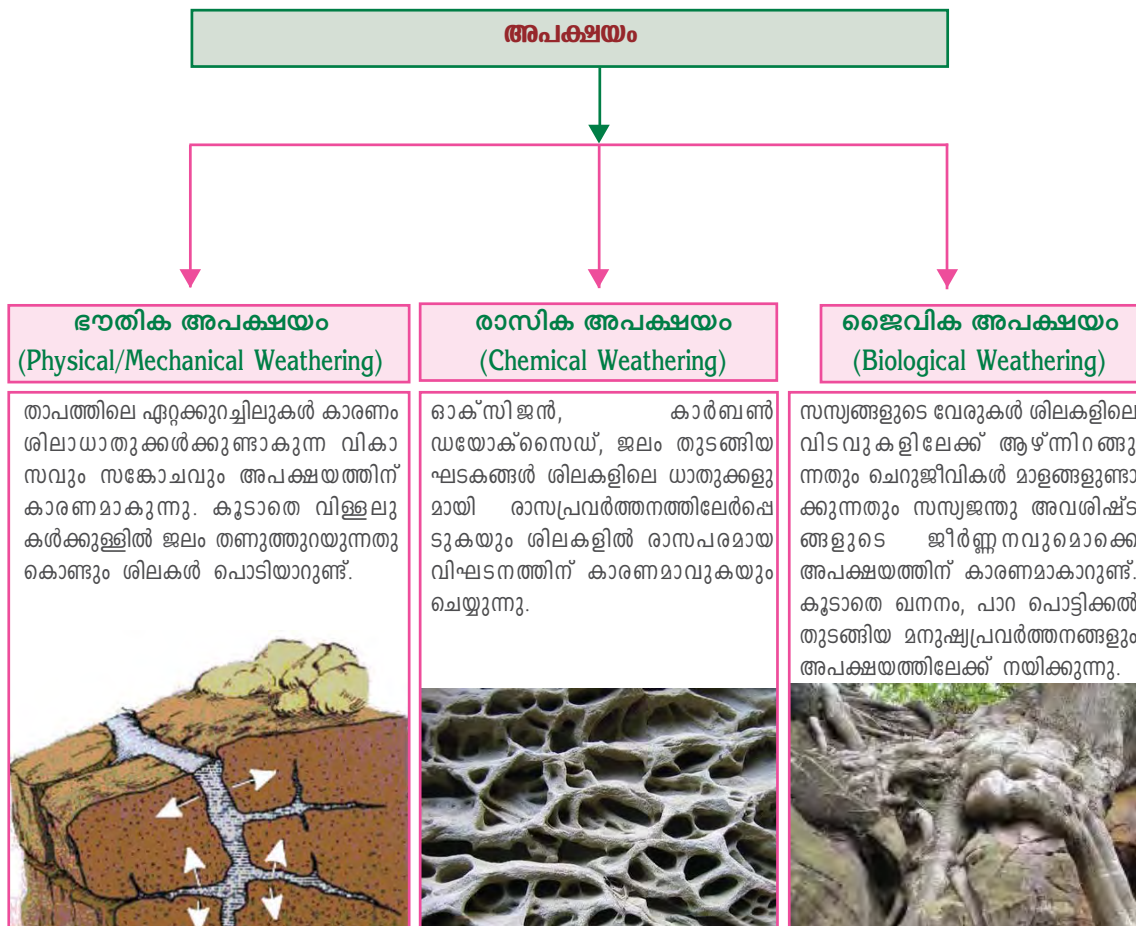 അപക്ഷയം
ഭൗതിക അപക്ഷയം
(Physical/Mechanical Weathering)
താപത്തിലെ ഏറ്റക്കുറച്ചിലുകൾ കാരണം
ശിലാധാതുക്കൾക്കുണ്ടാകുന്ന വികാ
സവും സങ്കോചവും അപക്ഷയത്തിന്
കാരണമാകുന്നു. കൂടാതെ വിള്ളലു
കൾക്കുള്ളിൽ ജലം തണുത്തുറയുന്നതു
കൊണ്ടും ശിലകൾ പൊടിയാറുണ്ട്.
രാസിക അപക്ഷയം
(Chemical Weathering)
ഓക്സിജൻ, കാർബൺ
ഡയോക്സൈഡ്, ജലം തുടങ്ങിയ
ഘടകങ്ങൾ ശിലകളിലെ ധാതുക്കളു
മായി രാസപ്രവർത്തനത്തിലേർപ്പെ
ടുകയും ശിലകളിൽ രാസപരമായ
വിഘടനത്തിന് കാരണമാവുകയും
ചെയ്യുന്നു.
ജൈവിക അപക്ഷയം
(Biological Weathering)
സസ്യങ്ങളുടെ വേരുകൾ ശിലകളിലെ
വിടവുകളിലേക്ക് ആഴ്ന്നിറങ്ങു
ന്നതും ചെറുജീവികൾ മാളങ്ങളുണ്ടാ
ക്കുന്നതും സസ്യജന്തു അവശിഷ്ട
ങ്ങളുടെ ജീർണ്ണനവുമൊക്കെ
അപക്ഷയത്തിന് കാരണമാകാറുണ്ട്.
കൂടാതെ ഖനനം, പാറ പൊട്ടിക്കൽ
തുടങ്ങിയ മനുഷ്യപ്രവർത്തനങ്ങളും
അപക്ഷയത്തിലേക്ക് നയിക്കുന്നു.